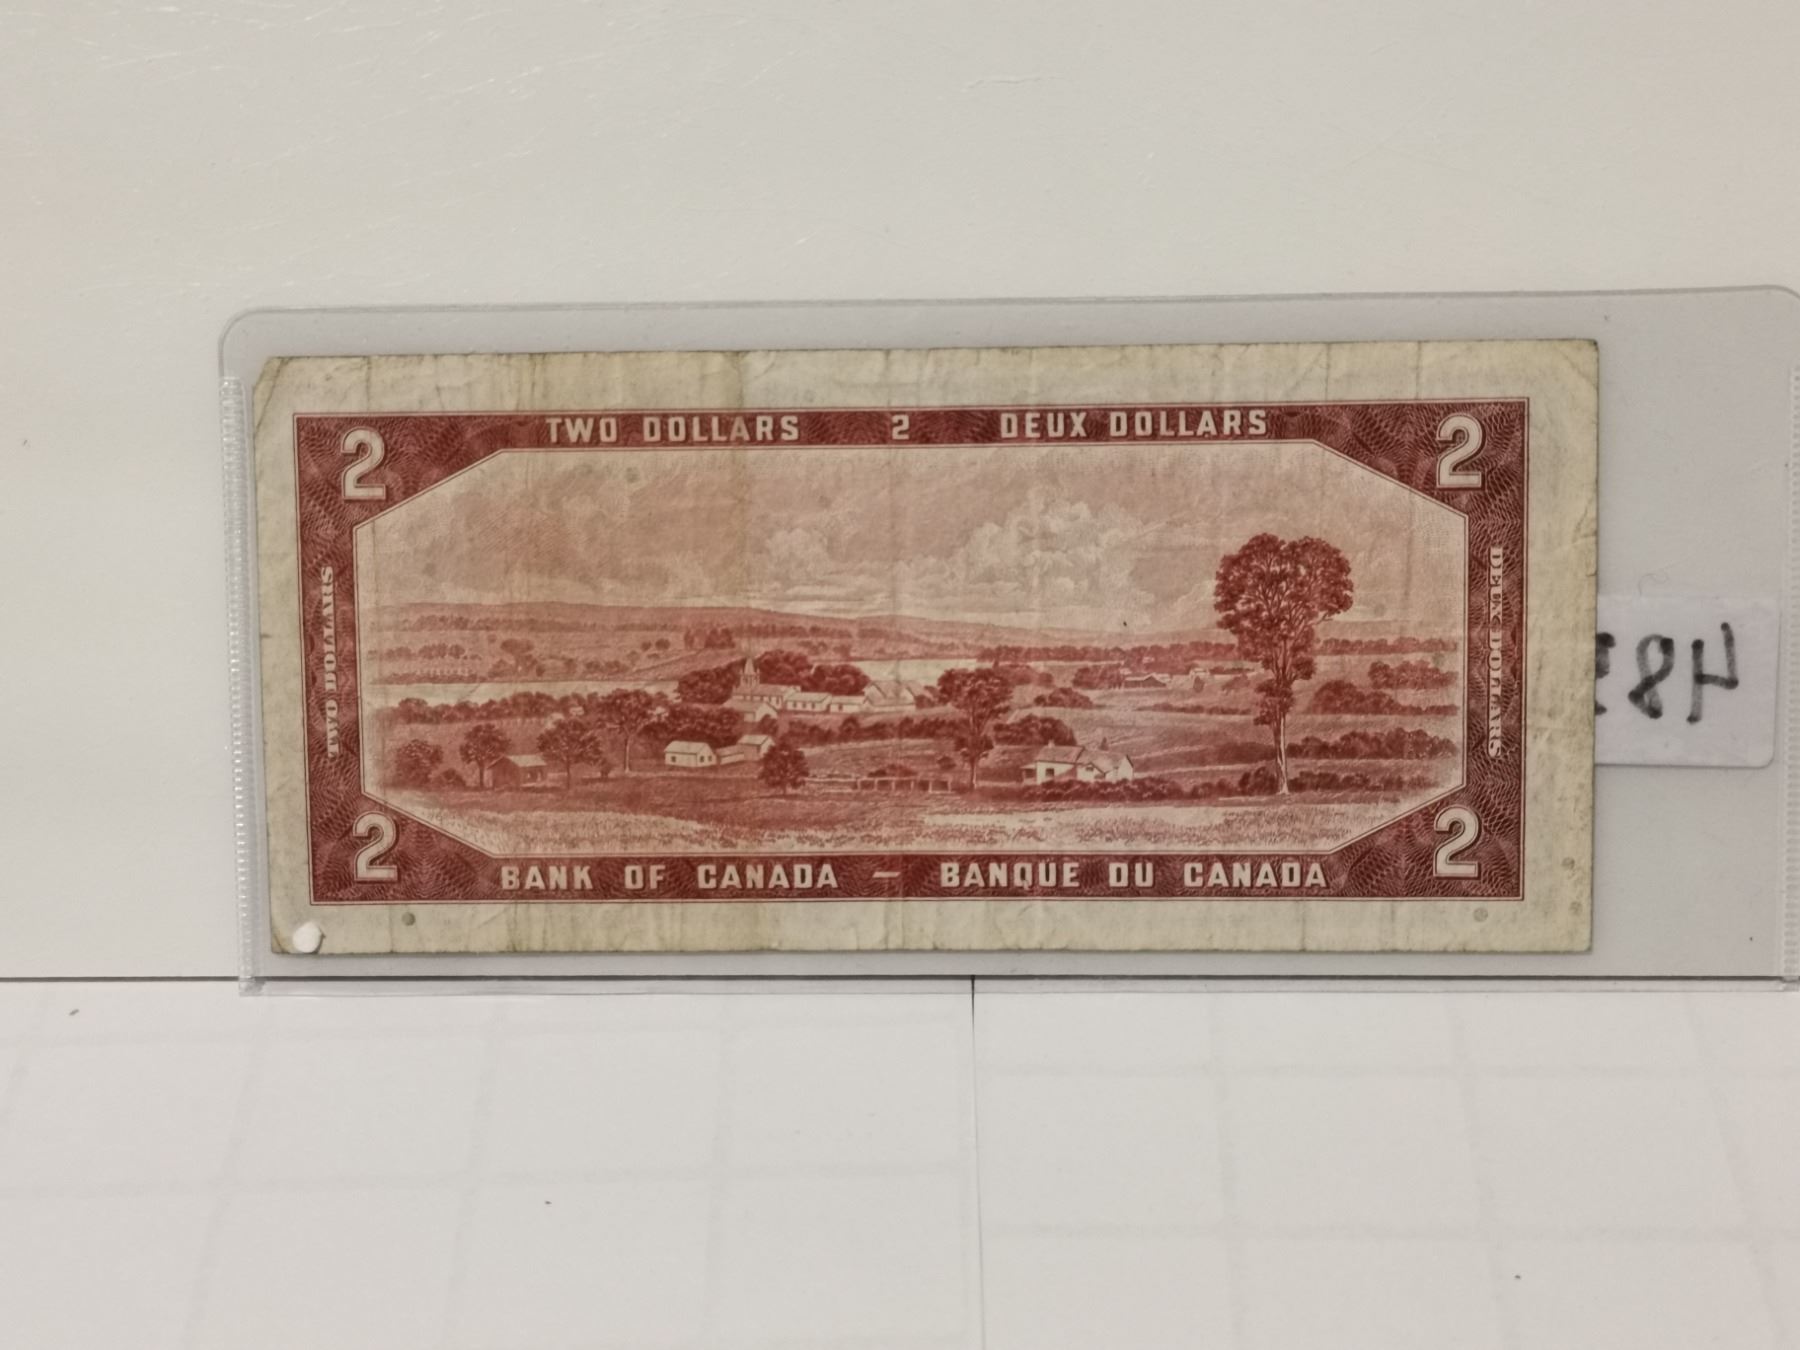 TWO DOLLARS 2 DEUX DOLLARS
2 2
TWO DOLLARS
DEUX DOLLARS
2 2
BANK OF CANADA – BANQUE DU CANADA